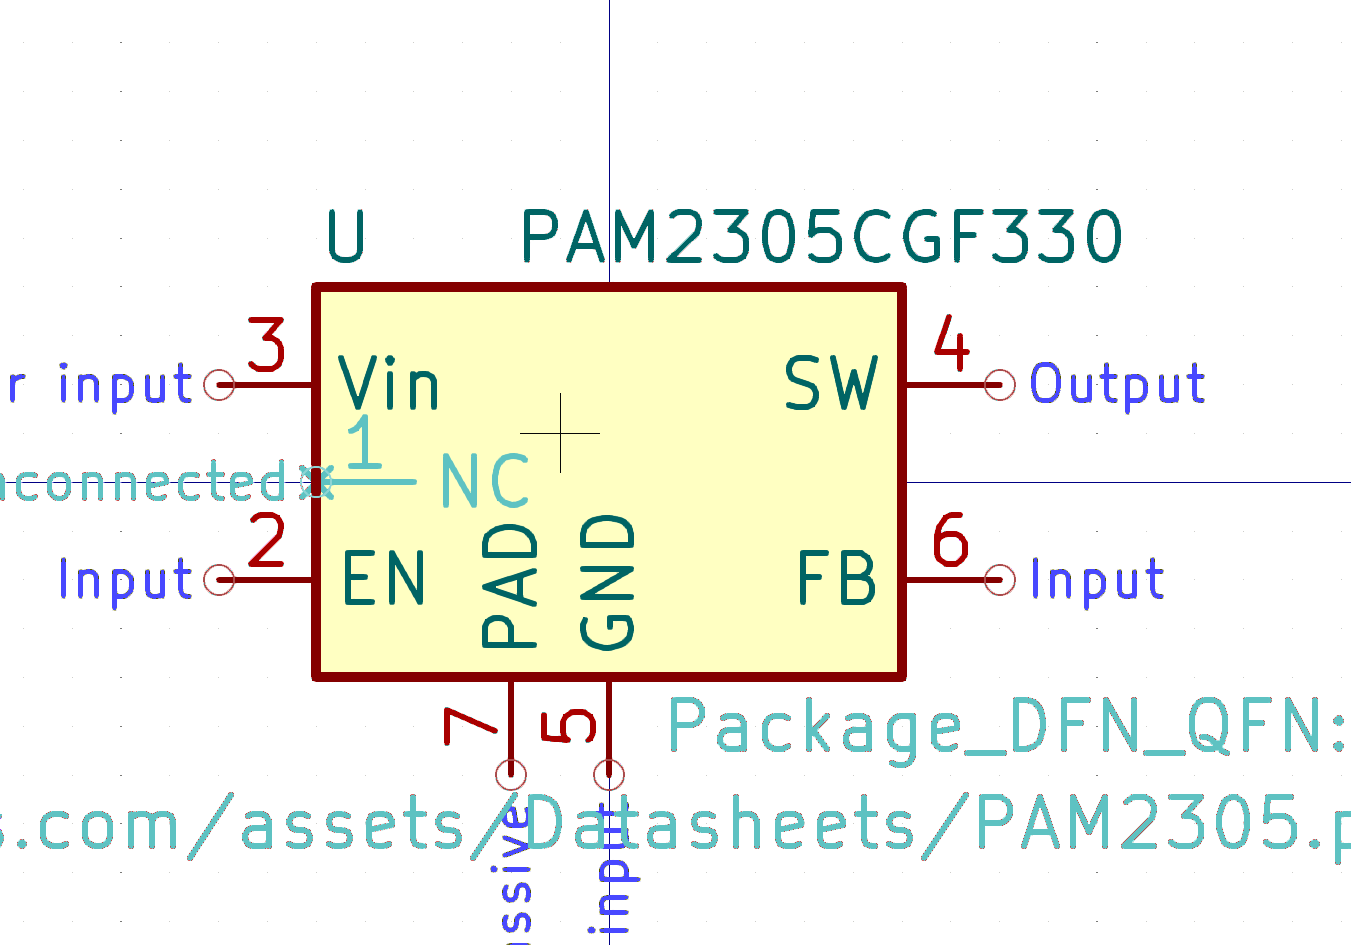 U PAM2305CGF330
3 4
r input Vin SW Output
1
nconnected NC
2 6
Input EN FB Input
PAD GND
7 5
Package_DFN_QFN:
s.com/assets/Datasheets/PAM2305.p
ssive input